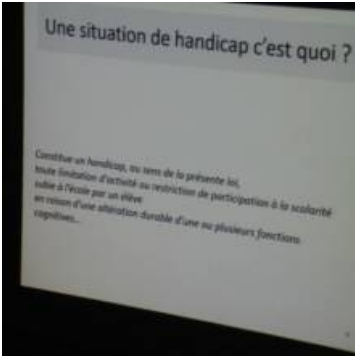 Une situation de handicap c'est quoi ?
Constitue un handicap, au sens de la présente loi,
toute limitation d'activité ou restriction de participation à la scolarité
subie à l'école par un élève
en raison d'une altération durable d'une ou plusieurs fonctions
cognitives...